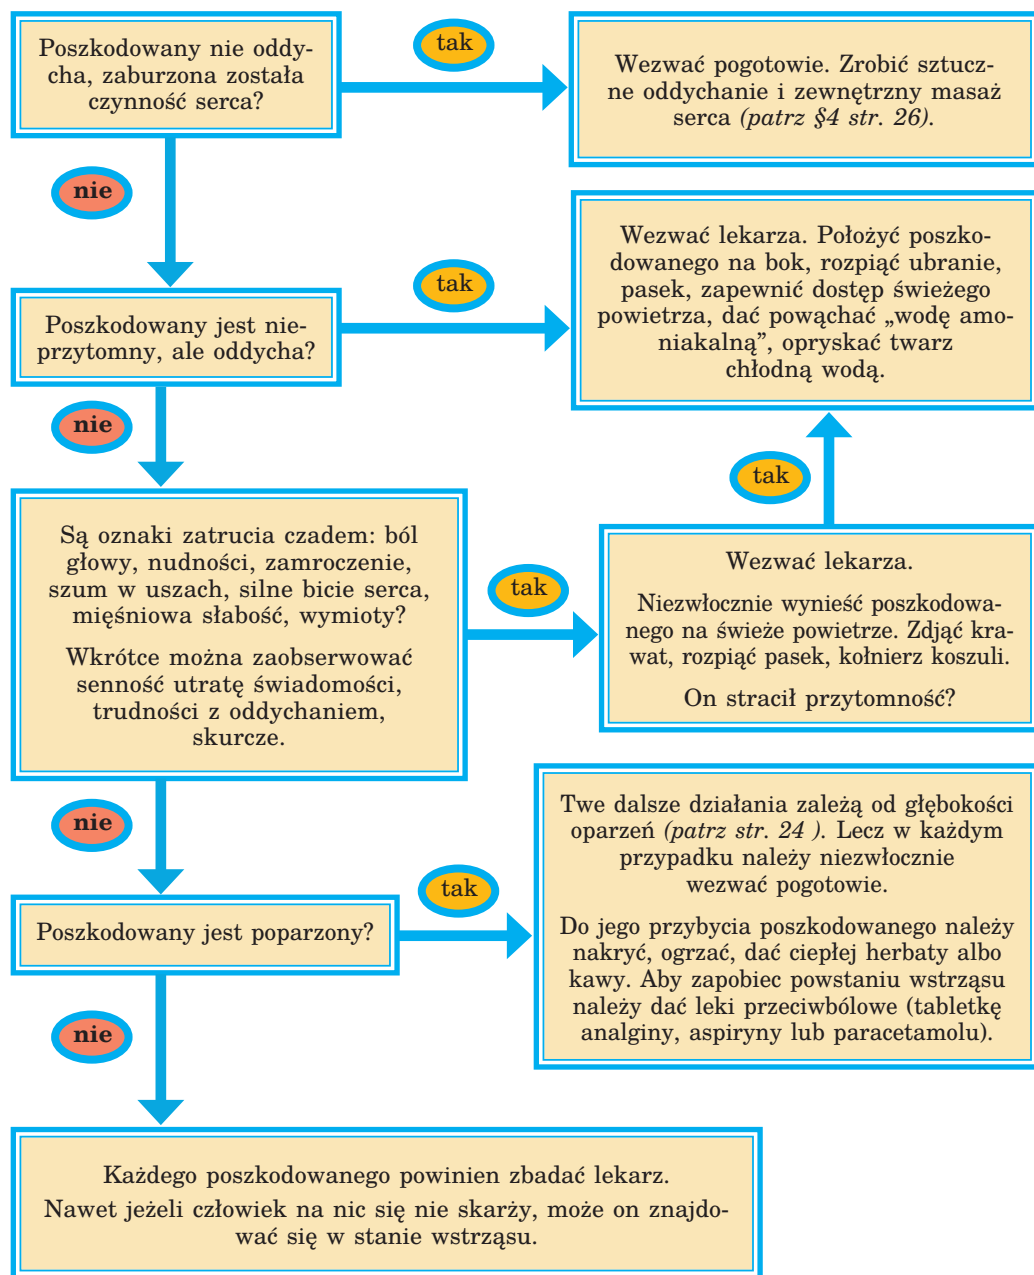 Poszkodowany nie oddy-
cha, zaburzona została
czynność serca?
tak
Wezwać pogotowie. Zrobić sztucz-
ne oddychanie i zewnętrzny masaż
serca (patrz §4 str. 26).
nie
Poszkodowany jest nie-
przytomny, ale oddycha?
tak
Wezwać lekarza. Położyć poszko-
dowanego na bok, rozpiąć ubranie,
pasek, zapewnić dostęp świeżego
powietrza, dać powąchać „wodę amo-
niakalną”, opryskać twarz
chłodną wodą.
nie
Są oznaki zatrucia czadem: ból
głowy, nudności, zamroczenie,
szum w uszach, silne bicie serca,
mięśniowa słabość, wymioty?
Wkrótce można zaobserwować
senność utratę świadomości,
trudności z oddychaniem,
skurcze.
tak
Wezwać lekarza.
Niezwłocznie wynieść poszkodowa-
nego na świeże powietrze. Zdjąć kra-
wat, rozpiąć pasek, kołnierz koszuli.
On stracił przytomność?
tak
nie
Poszkodowany jest poparzony?
tak
Twe dalsze działania zależą od głębokości
oparzeń (patrz str. 24 ). Lecz w każdym
przypadku należy niezwłocznie
wezwać pogotowie.
Do jego przybycia poszkodowanego należy
nakryć, ogrzać, dać ciepłej herbaty albo
kawy. Aby zapobiec powstaniu wstrząsu
należy dać leki przeciwbólowe (tabletkę
analginy, aspiryny lub paracetamolu).
nie
Każdego poszkodowanego powinien zbadać lekarz.
Nawet jeżeli człowiek na nic się nie skarży, może on znajdo-
wać się w stanie wstrząsu.